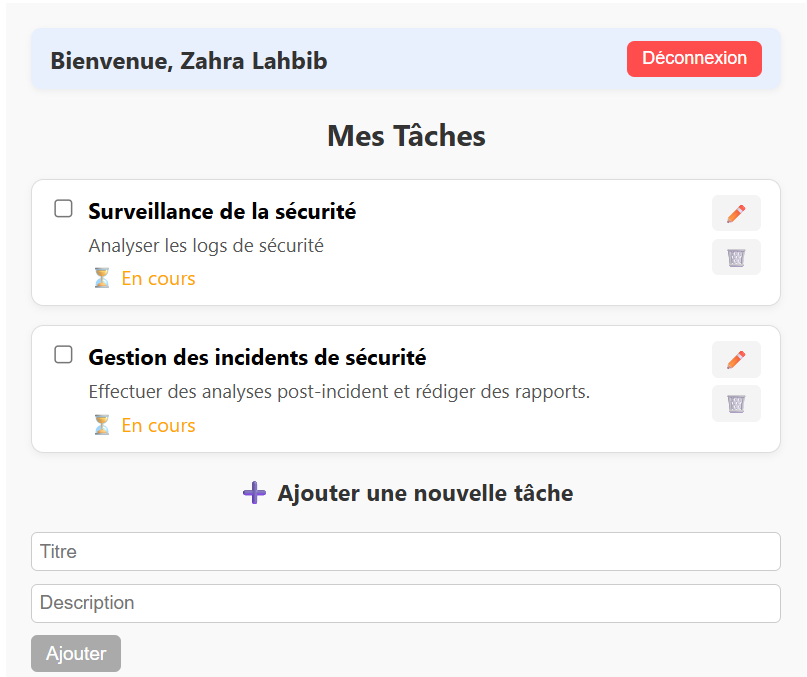 Bienvenue, Zahra Lahbib
Déconnexion
Mes Tâches
Surveillance de la sécurité
Analyser les logs de sécurité
⏳ En cours
Gestion des incidents de sécurité
Effectuer des analyses post-incident et rédiger des rapports.
⏳ En cours
➕ Ajouter une nouvelle tâche
Titre
Description
Ajouter